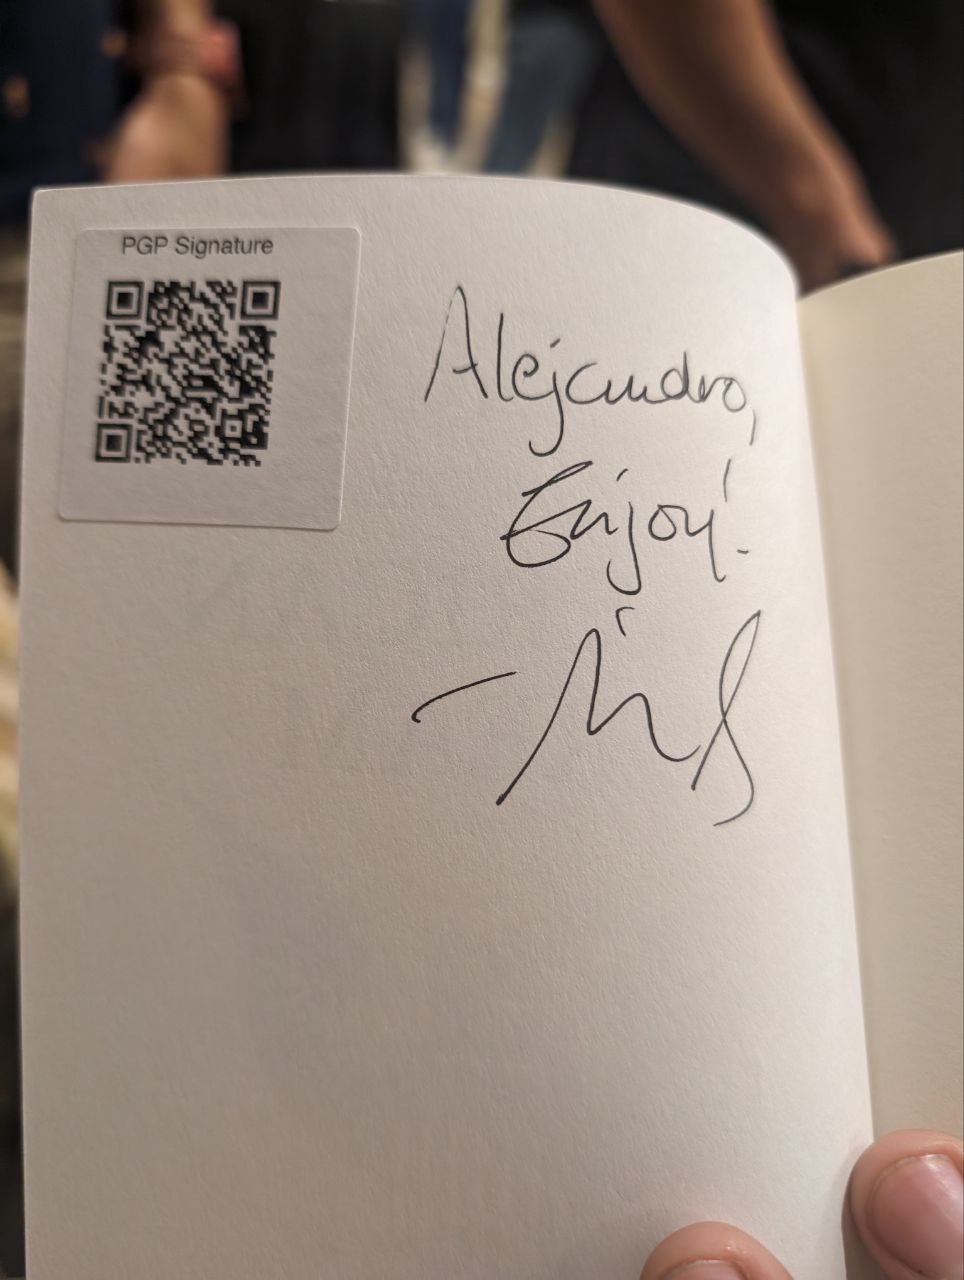 PGP Signature
Alejandro,
Enjoy!